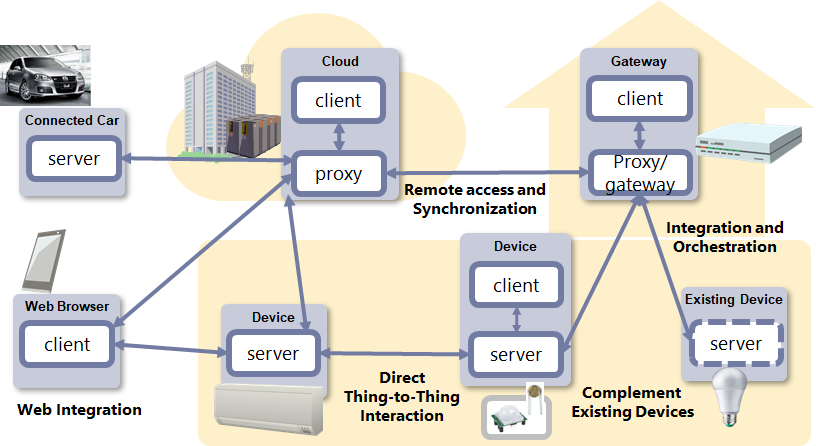 Cloud
client
proxy
Gateway
client
Proxy/
gateway
Connected Car
server
Remote access and
Synchronization
Integration and
Orchestration
Device
client
server
Web Browser
client
Device
server
Existing Device
server
Direct
Thing-to-Thing
Interaction
Complement
Existing Devices
Web Integration